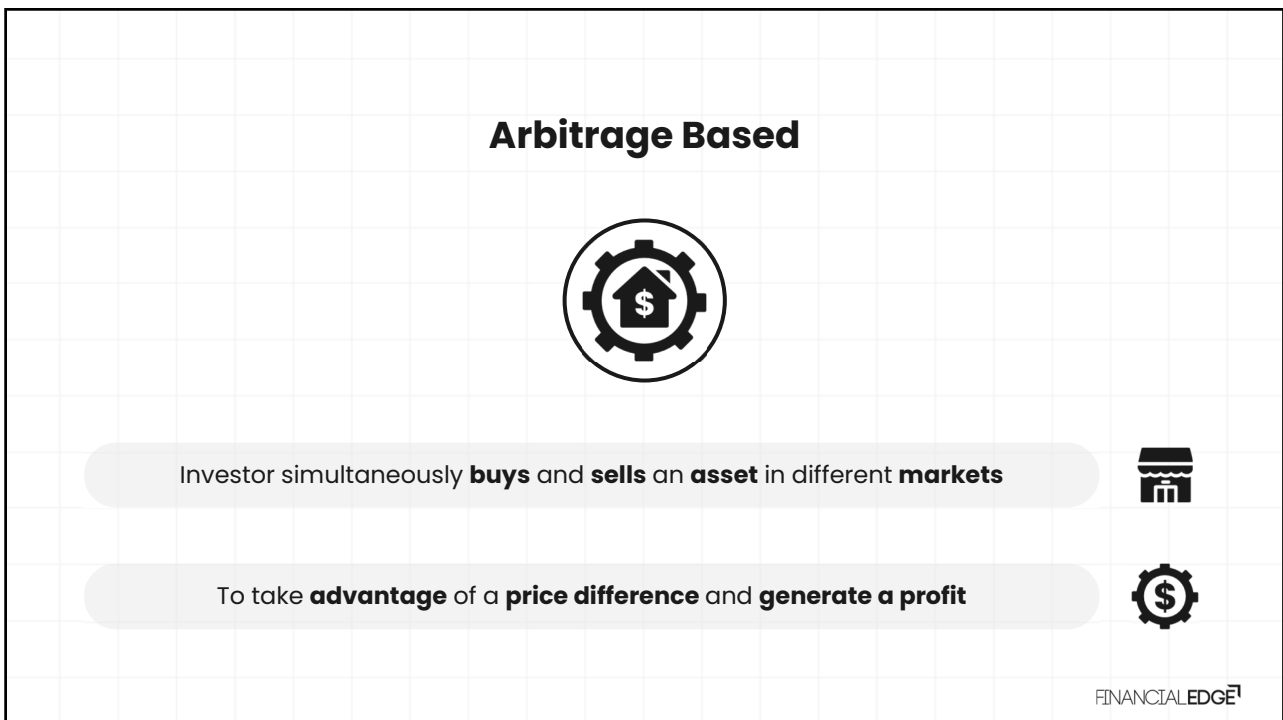 Arbitrage Based
$
Investor simultaneously buys and sells an asset in different markets
To take advantage of a price difference and generate a profit
$
FINANCIALEDGE